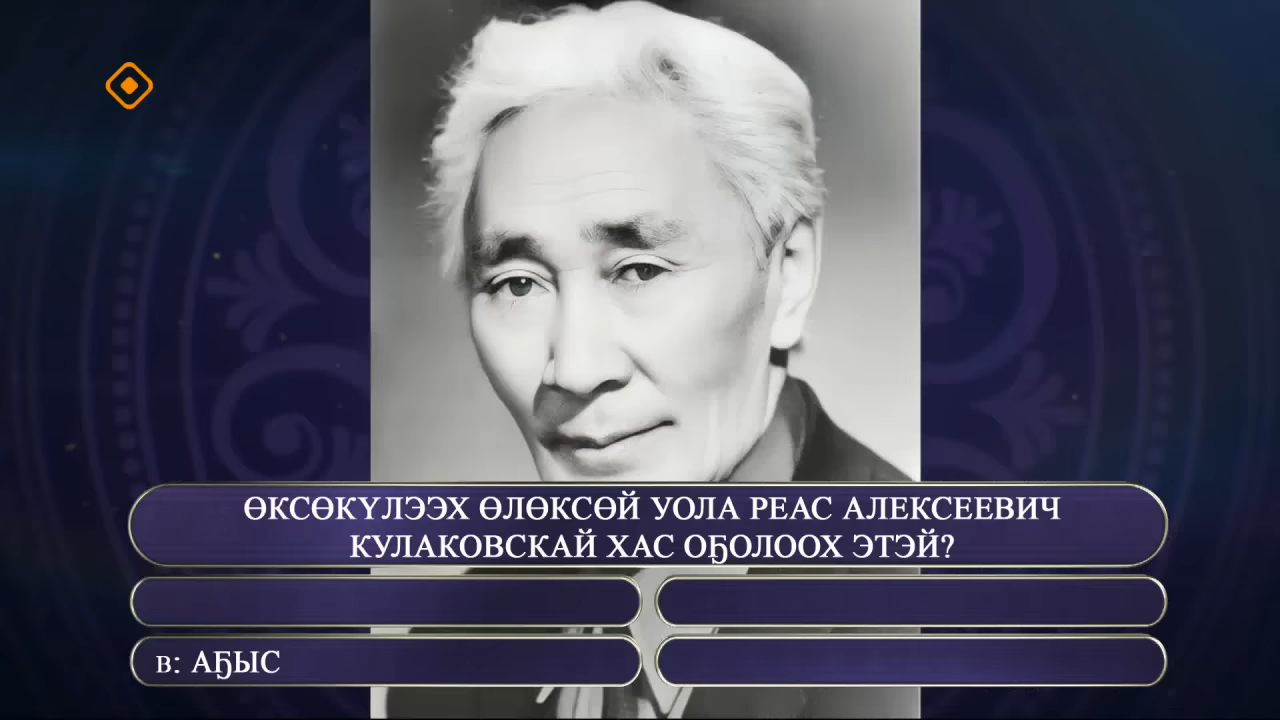 ӨКСӨКҮЛЭЭХ ӨЛӨКСӨЙ УОЛА РЕАС АЛЕКСЕЕВИЧ
КУЛАКОВСКАЙ ХАС ОҔОЛООХ ЭТЭЙ?
В: АҔЫС